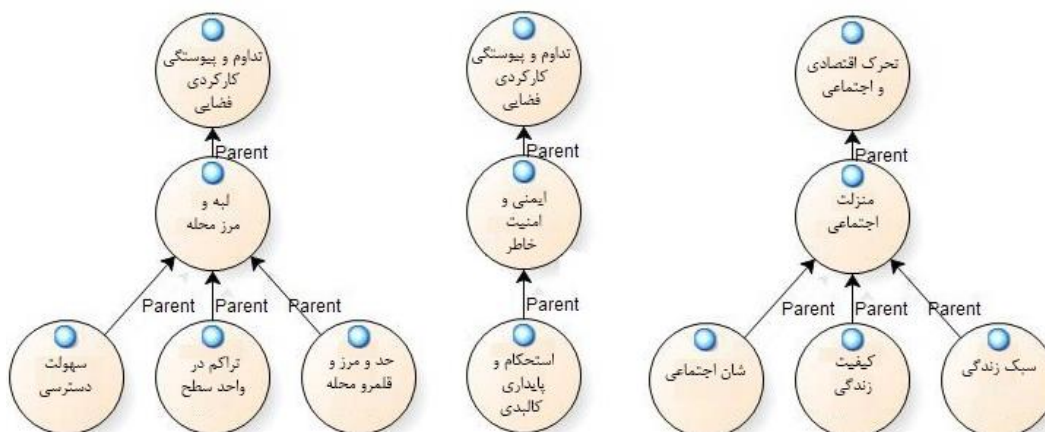 تداوم و پیوستگی
کارکردی
فضایی
Parent
لبه و
مرز محله
Parent
Parent
Parent
سهولت
دسترسی
تراکم در
واحد سطح
حد و مرز و
قلمرو محله
تداوم و پیوستگی
کارکردی
فضایی
Parent
ایمنی و
امنیت
خاطر
Parent
استحکام و
پایداری
کالبدی
تحرک اقتصادی
و اجتماعی
Parent
منزلت
اجتماعی
Parent
Parent
Parent
شان اجتماعی
کیفیت
زندگی
سبک زندگی